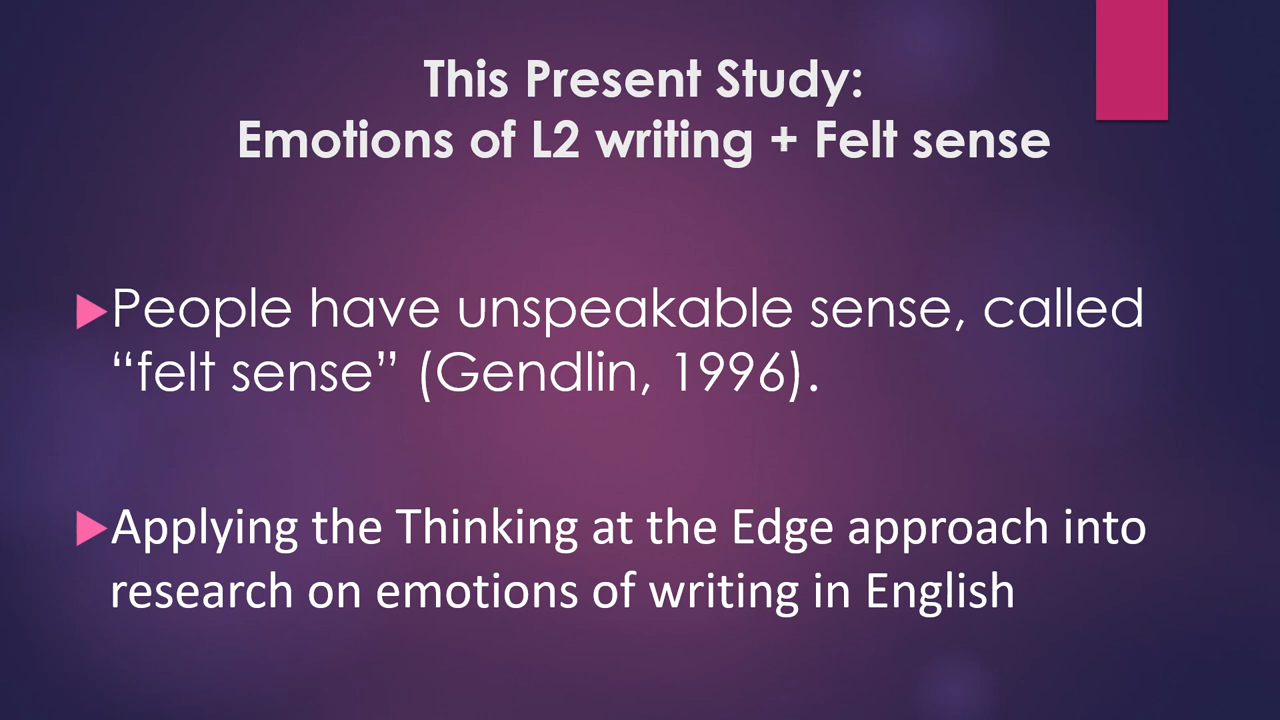 This Present Study:
Emotions of L2 writing + Felt sense
People have unspeakable sense, called
“felt sense” (Gendlin, 1996).
Applying the Thinking at the Edge approach into
research on emotions of writing in English